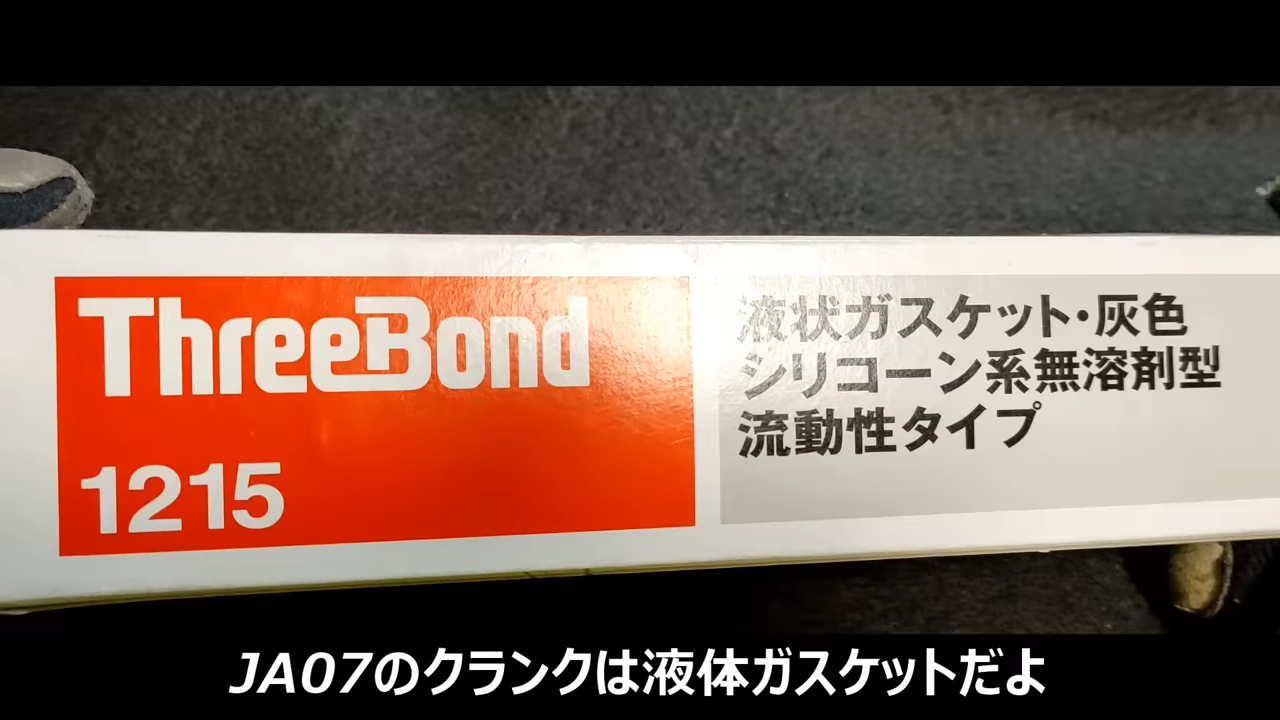 ThreeBond
1215
液状ガスケット・灰色
シリコーン系無溶剤型
流動性タイプ
JA07のクランクは液体ガスケットだよ